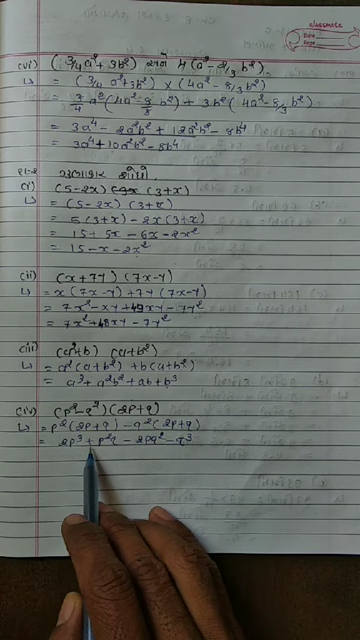 classmate
Date
Page
(vi) (3/4 a² + 3b²) અને 4 (a² - 2/3 b²)
↳ = (3/4 a² + 3b²) × (4a² - 8/3 b²)
= 3/4 a² (4a² - 8/3 b²) + 3b² (4a² - 8/3 b²)
= 3a⁴ - 2a²b² + 12a²b² - 8b⁴
= 3a⁴ + 10a²b² - 8b⁴
ગુણાકાર શોધો.
(i) (5-2x) (3+x)
↳ = (5-2x) (3+x)
= 5(3+x) - 2x(3+x)
= 15 + 5x - 6x - 2x²
= 15 - x - 2x²
(ii) (x+7y) (7x-y)
↳ = x(7x-y) + 7y (7x-y)
= 7x² - xy + 49xy - 7y²
= 7x² + 48xy - 7y²
(iii) (a²+b) (a+b²)
↳ = a²(a+b²) + b(a+b²)
= a³ + a²b² + ab + b³
(iv) (p²-q²) (2p+q)
↳ = p²(2p+q) - q²(2p+q)
= 2p³ + p²q - 2pq² - q³